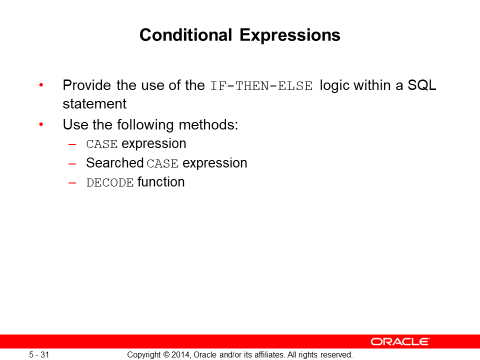 Conditional Expressions
• Provide the use of the IF-THEN-ELSE logic within a SQL
statement
• Use the following methods:
– CASE expression
– Searched CASE expression
– DECODE function
ORACLE
5 - 31 Copyright © 2014, Oracle and/or its affiliates. All rights reserved.